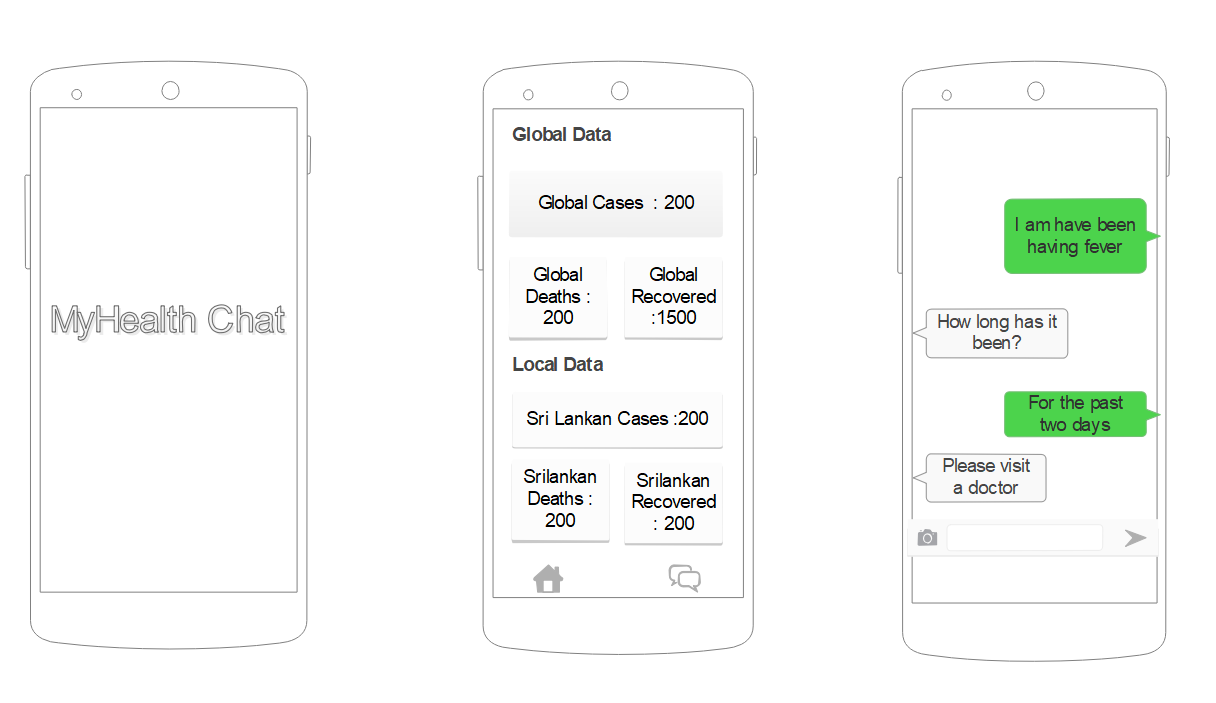 MyHealth Chat
Global Data
Global Cases : 200
Global
Deaths :
200
Global
Recovered
:1500
Local Data
Sri Lankan Cases :200
Srilankan
Deaths :
200
Srilankan
Recovered
: 200
I am have been
having fever
How long has it
been?
For the past
two days
Please visit
a doctor